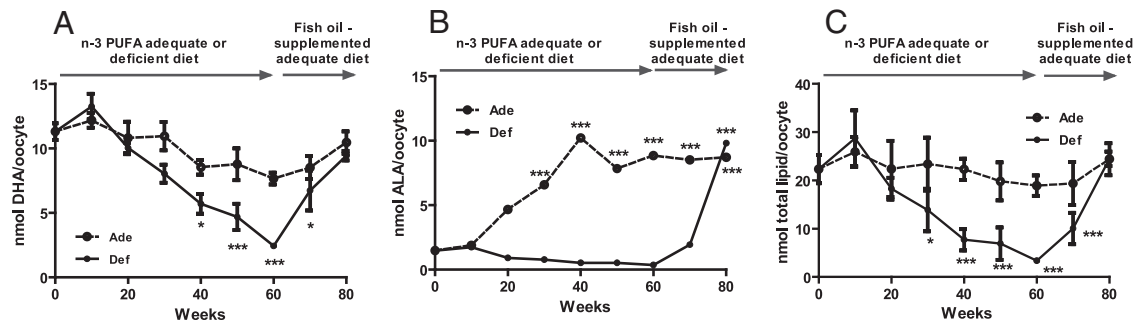 A
n-3 PUFA adequate or
deficient diet
Fish oil -
supplemented
adequate diet
nmol DHA/oocyte
15
10
5
0
Ade
Def
*
***
***
*
0 20 40 60 80
Weeks
B
n-3 PUFA adequate or
deficient diet
Fish oil -
supplemented
adequate diet
nmol ALA/oocyte
15
10
5
0
Ade
Def
***
***
***
***
***
***
***
0 20 40 60 80
Weeks
C
n-3 PUFA adequate or
deficient diet
Fish oil -
supplemented
adequate diet
nmol total lipid/oocyte
40
30
20
10
0
Ade
Def
*
***
***
***
***
0 20 40 60 80
Weeks